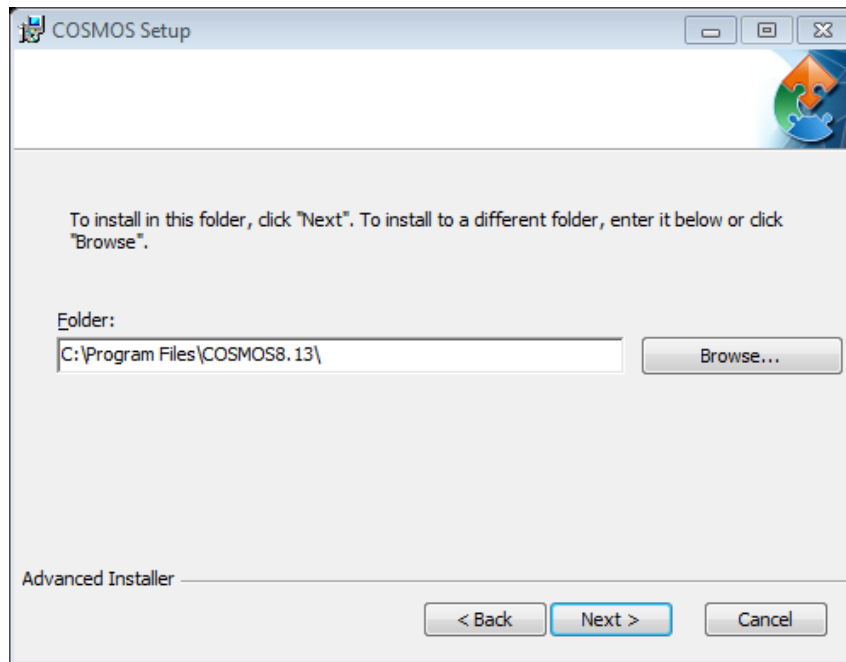 COSMOS Setup
To install in this folder, click "Next". To install to a different folder, enter it below or click
"Browse".
Folder:
C:\Program Files\COSMOS8.13\
Browse...
Advanced Installer
< Back
Next >
Cancel